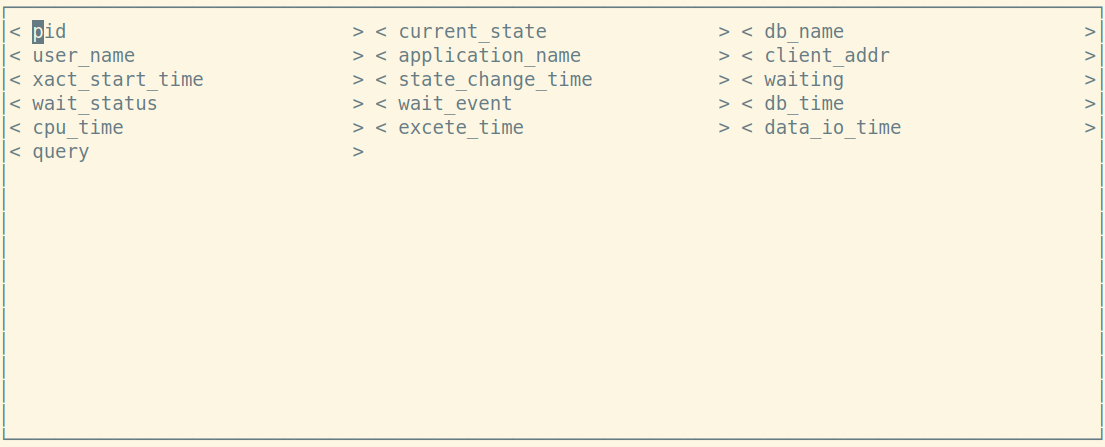 < pid > < current_state > < db_name >
< user_name > < application_name > < client_addr >
< xact_start_time > < state_change_time > < waiting >
< wait_status > < wait_event > < db_time >
< cpu_time > < excete_time > < data_io_time >
< query >